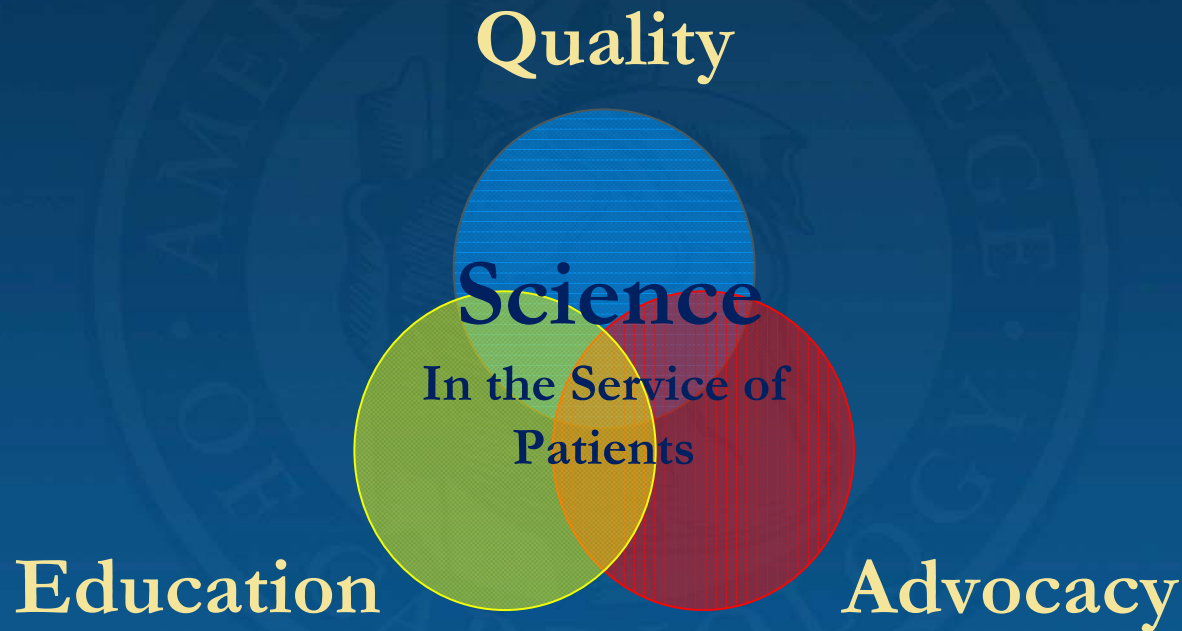 Quality
Science
In the Service of
Patients
Education
Advocacy